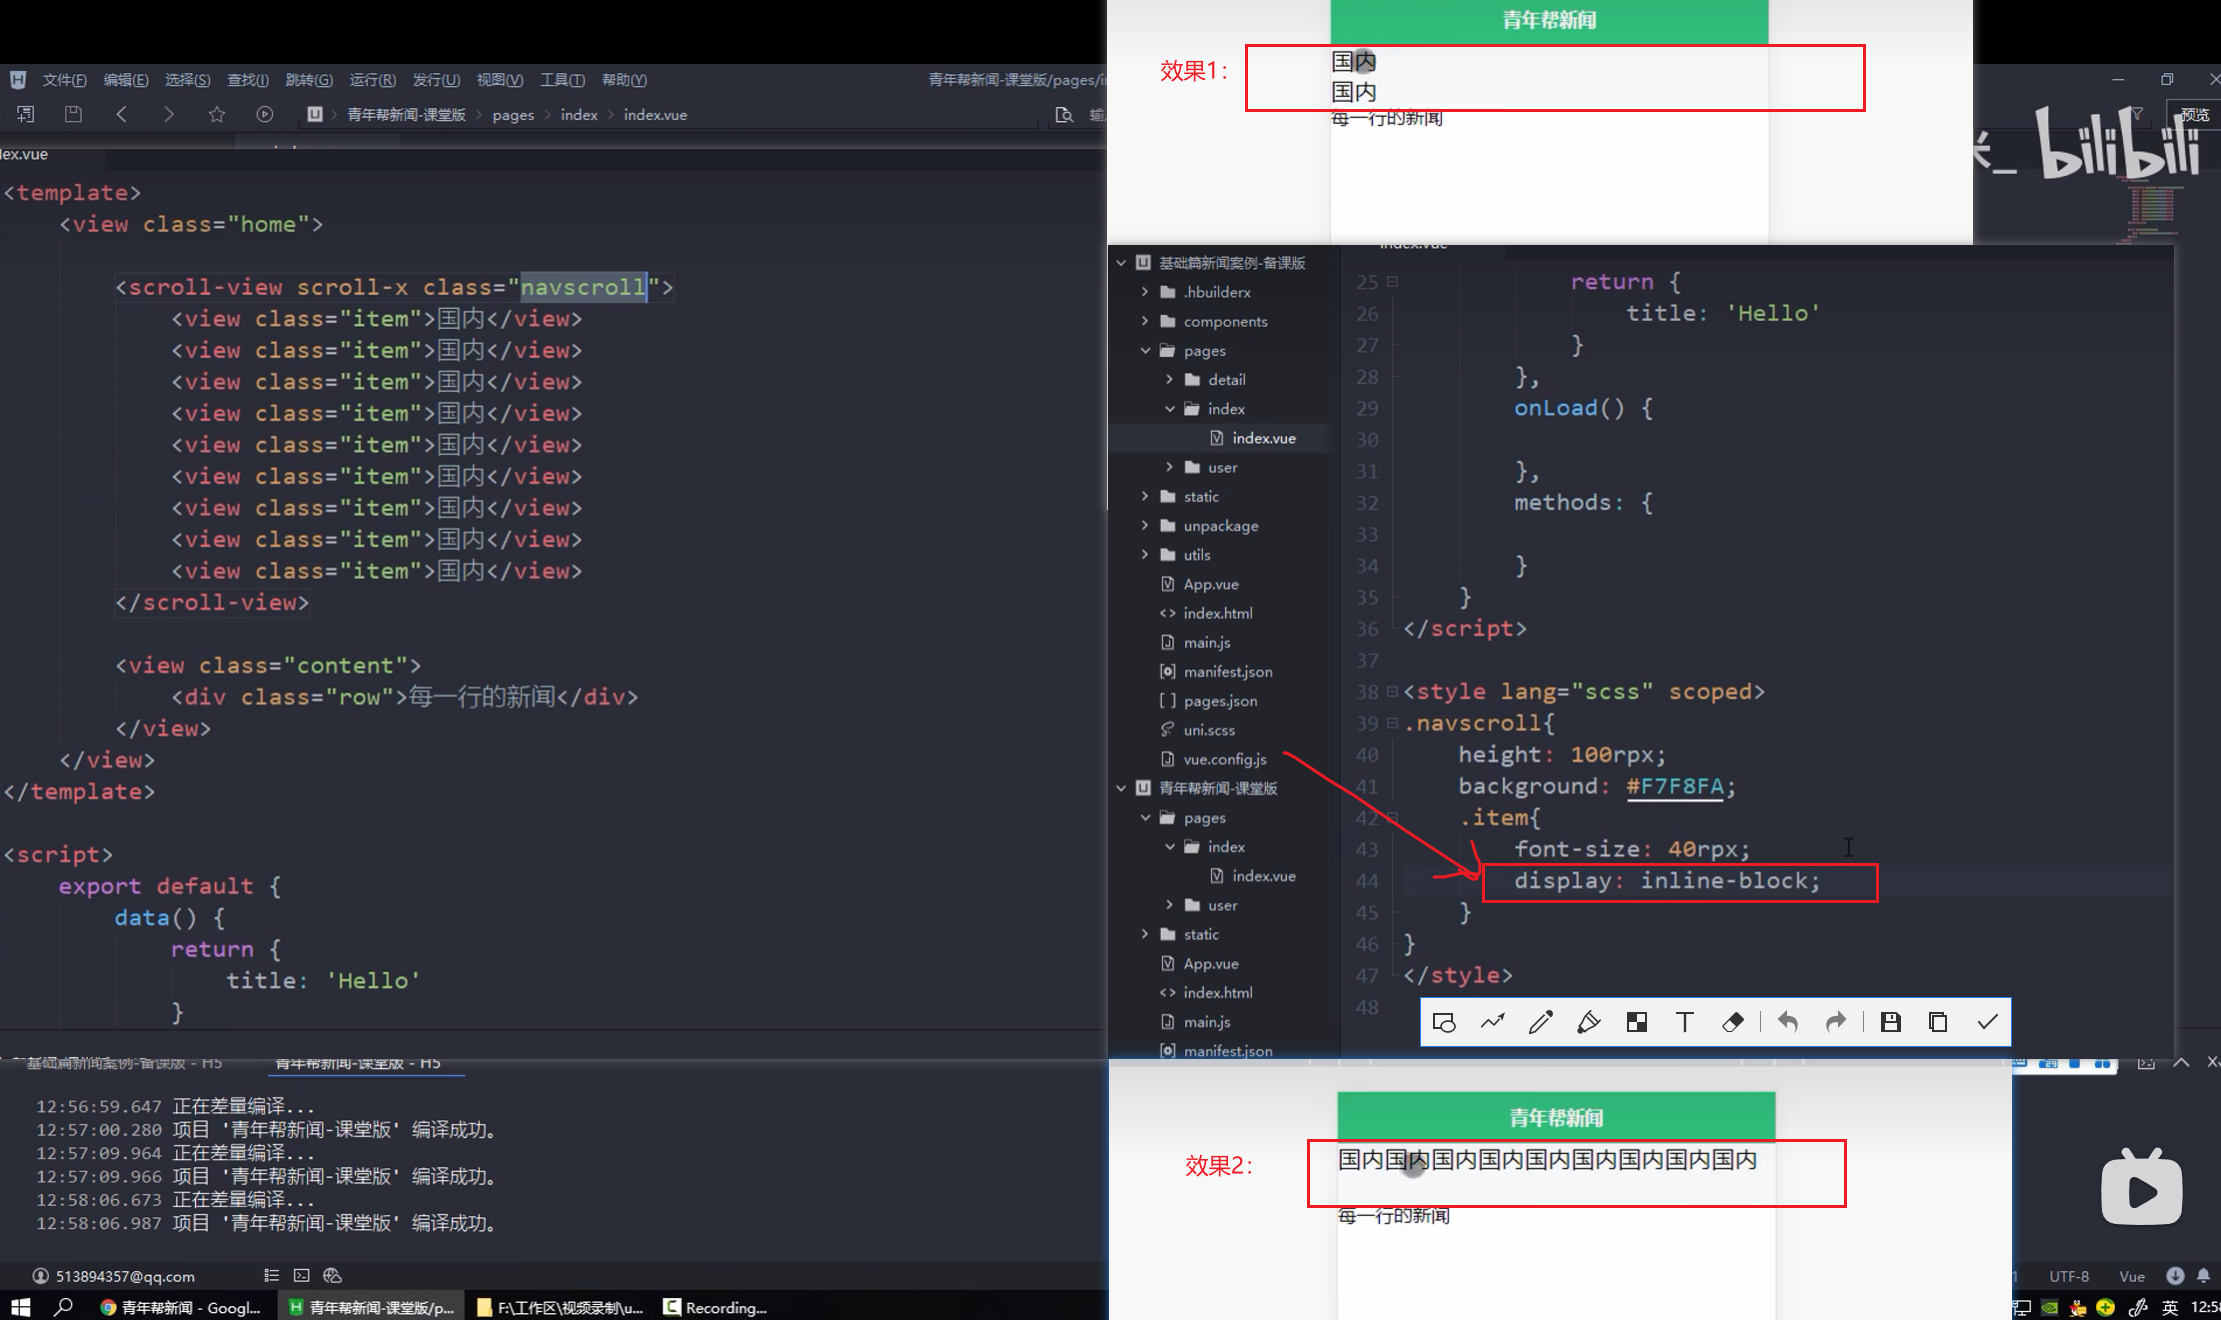 青年帮新闻
效果1:
国内
国内
每一行的新闻
文件(F) 编辑(E) 选择(S) 查找(I) 跳转(G) 运行(R) 发行(U) 视图(V) 工具(T) 帮助(Y)
青年帮新闻-课堂版/pages/i
青年帮新闻-课堂版 pages index index.vue
预览
bilibili
ex.vue
<template>
<view class="home">
<scroll-view scroll-x class="navscroll">
<view class="item">国内</view>
<view class="item">国内</view>
<view class="item">国内</view>
<view class="item">国内</view>
<view class="item">国内</view>
<view class="item">国内</view>
<view class="item">国内</view>
<view class="item">国内</view>
<view class="item">国内</view>
</scroll-view>
<view class="content">
<div class="row">每一行的新闻</div>
</view>
</view>
</template>
<script>
export default {
data() {
return {
title: 'Hello'
}
index.vue
基础篇新闻案例-备课版
.hbuilderx
components
pages
detail
index
index.vue
user
static
unpackage
utils
App.vue
index.html
main.js
manifest.json
pages.json
uni.scss
vue.config.js
青年帮新闻-课堂版
pages
index
index.vue
user
static
App.vue
index.html
main.js
manifest.json
25 return {
26 title: 'Hello'
27 }
28 },
29 onLoad() {
30
31 },
32 methods: {
33
34 }
35 }
36 </script>
37
38 <style lang="scss" scoped>
39 .navscroll{
40 height: 100rpx;
41 background: #F7F8FA;
42 .item{
43 font-size: 40rpx;
44 display: inline-block;
45 }
46 }
47 </style>
48
基础篇新闻案例-备课版 - H5 青年帮新闻-课堂版 - H5
12:56:59.647 正在差量编译...
12:57:00.280 项目 '青年帮新闻-课堂版' 编译成功。
12:57:09.964 正在差量编译...
12:57:09.966 项目 '青年帮新闻-课堂版' 编译成功。
12:58:06.673 正在差量编译...
12:58:06.987 项目 '青年帮新闻-课堂版' 编译成功。
青年帮新闻
效果2:
国内国内国内国内国内国内国内国内国内
每一行的新闻
513894357@qq.com
UTF-8 Vue
青年帮新闻 - Googl... 青年帮新闻-课堂版/p... F:\工作区\视频录制\u... Recording...
英 12:58